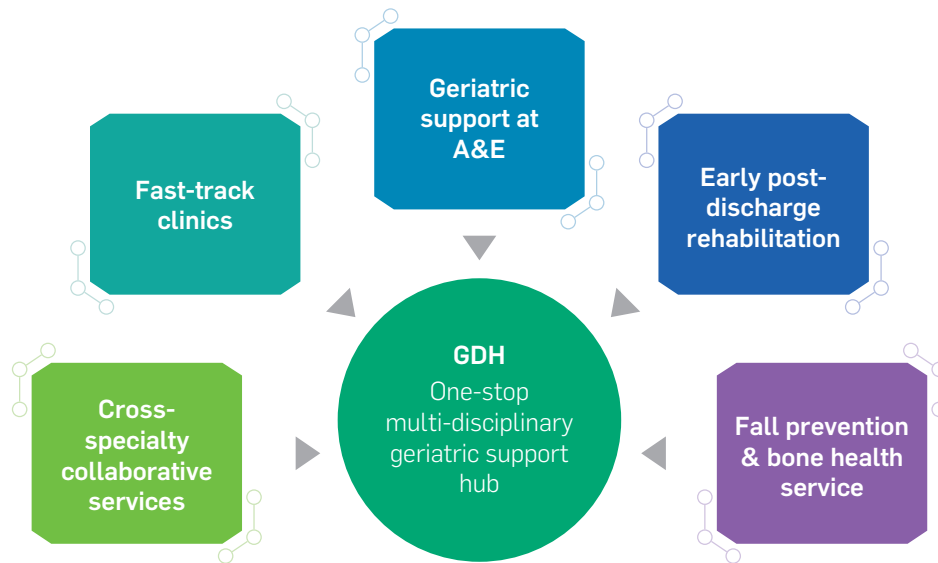 Geriatric
support at
A&E
Fast-track
clinics
Early post-
discharge
rehabilitation
Cross-
specialty
collaborative
services
GDH
One-stop
multi-disciplinary
geriatric support
hub
Fall prevention
& bone health
service